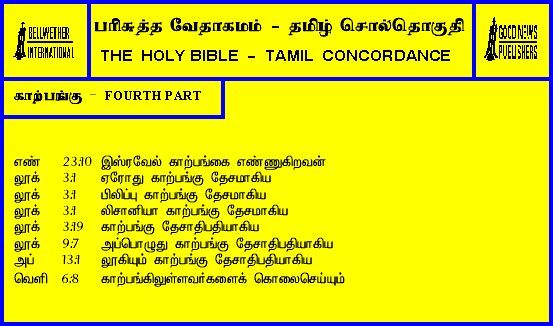 BELLWETHER
INTERNATIONAL
பரிசுத்த வேதாகமம் - தமிழ் சொல்தொகுதி
THE HOLY BIBLE - TAMIL CONCORDANCE
GOOD NEWS
PUBLISHERS
காற்பங்கு - FOURTH PART
எண் 23:10 இஸ்ரவேல் காற்பங்கை எண்ணுகிறவன்
லூக் 3:1 ஏரோது காற்பங்கு தேசமாகிய
லூக் 3:1 பிலிப்பு காற்பங்கு தேசமாகிய
லூக் 3:1 லிசானியா காற்பங்கு தேசமாகிய
லூக் 3:19 காற்பங்கு தேசாதிபதியாகிய
லூக் 9:7 அப்பொழுது காற்பங்கு தேசாதிபதியாகிய
அப் 13:1 லூகியும் காற்பங்கு தேசாதிபதியாகிய
வெளி 6:8 காற்பங்கிலுள்ளவர்களைக் கொலைசெய்யும்